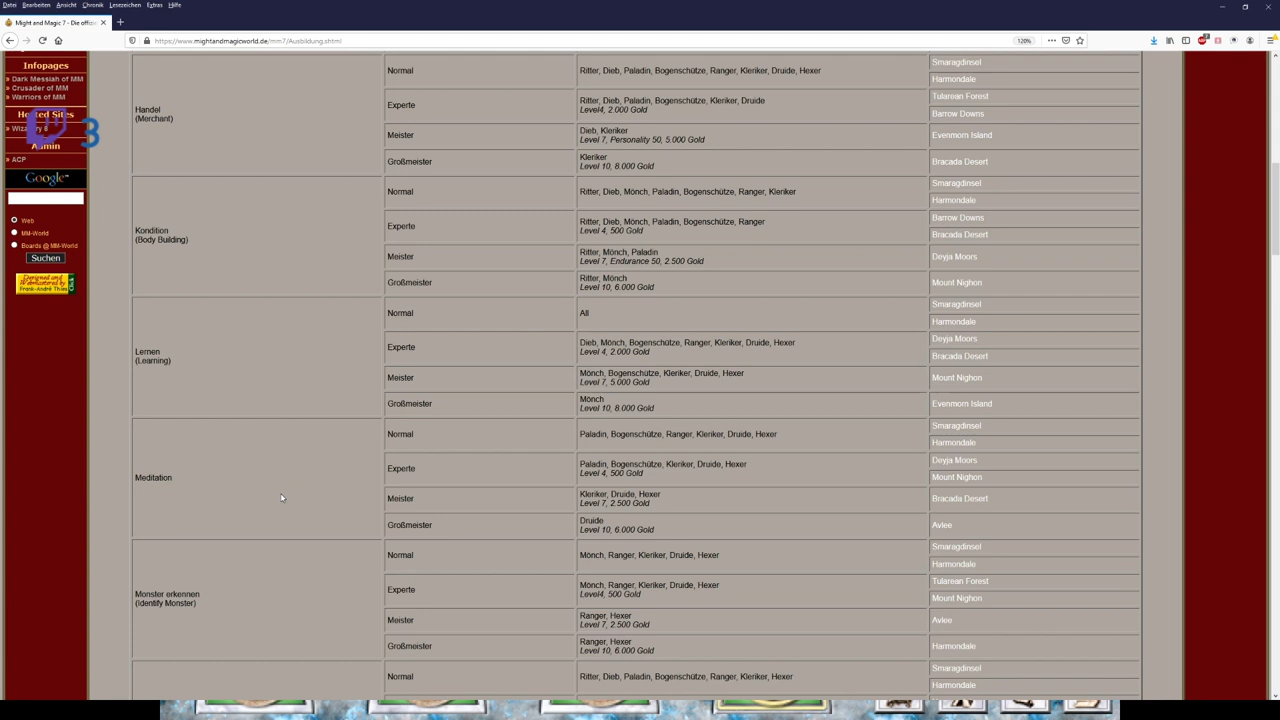 Datei Bearbeiten Ansicht Chronik Lesezeichen Extras Hilfe
Might and Magic 7 - Die offizie
https://www.mightandmagicworld.de/mm7/Ausbildung.shtml
120%
Infopages
» Dark Messiah of MM
» Crusader of MM
» Warriors of MM
Hosted Sites
3
Admin
» ACP
Google
Web
MM-World
Boards @ MM-World
Suchen
Designed and
Webmastered by
Frank-André Thies
Handel
(Merchant)
Normal
Ritter, Dieb, Paladin, Bogenschütze, Ranger, Kleriker, Druide, Hexer
Smaragdinsel
Harmondale
Experte
Ritter, Dieb, Paladin, Bogenschütze, Kleriker, Druide
Level4, 2.000 Gold
Tularean Forest
Barrow Downs
Meister
Dieb, Kleriker
Level 7, Personality 50, 5.000 Gold
Evenmorn Island
Großmeister
Kleriker
Level 10, 8.000 Gold
Bracada Desert
Kondition
(Body Building)
Normal
Ritter, Dieb, Mönch, Paladin, Bogenschütze, Ranger, Kleriker
Smaragdinsel
Harmondale
Experte
Ritter, Dieb, Mönch, Paladin, Bogenschütze, Ranger
Level 4, 500 Gold
Barrow Downs
Bracada Desert
Meister
Ritter, Mönch, Paladin
Level 7, Endurance 50, 2.500 Gold
Deyja Moors
Großmeister
Ritter, Mönch
Level 10, 6.000 Gold
Mount Nighon
Lernen
(Learning)
Normal
All
Smaragdinsel
Harmondale
Experte
Dieb, Mönch, Bogenschütze, Ranger, Kleriker, Druide, Hexer
Level 4, 2.000 Gold
Deyja Moors
Bracada Desert
Meister
Mönch, Bogenschütze, Kleriker, Druide, Hexer
Level 7, 5.000 Gold
Mount Nighon
Großmeister
Mönch
Level 10, 8.000 Gold
Evenmorn Island
Meditation
Normal
Paladin, Bogenschütze, Ranger, Kleriker, Druide, Hexer
Smaragdinsel
Harmondale
Experte
Paladin, Bogenschütze, Kleriker, Druide, Hexer
Level 4, 500 Gold
Deyja Moors
Mount Nighon
Meister
Kleriker, Druide, Hexer
Level 7, 2.500 Gold
Bracada Desert
Großmeister
Druide
Level 10, 6.000 Gold
Avlee
Monster erkennen
(Identify Monster)
Normal
Mönch, Ranger, Kleriker, Druide, Hexer
Smaragdinsel
Harmondale
Experte
Mönch, Ranger, Kleriker, Druide, Hexer
Level4, 500 Gold
Tularean Forest
Mount Nighon
Meister
Ranger, Hexer
Level 7, 2.500 Gold
Avlee
Großmeister
Ranger, Hexer
Level 10, 6.000 Gold
Harmondale
Normal
Ritter, Dieb, Paladin, Bogenschütze, Ranger, Kleriker, Hexer
Smaragdinsel
Harmondale